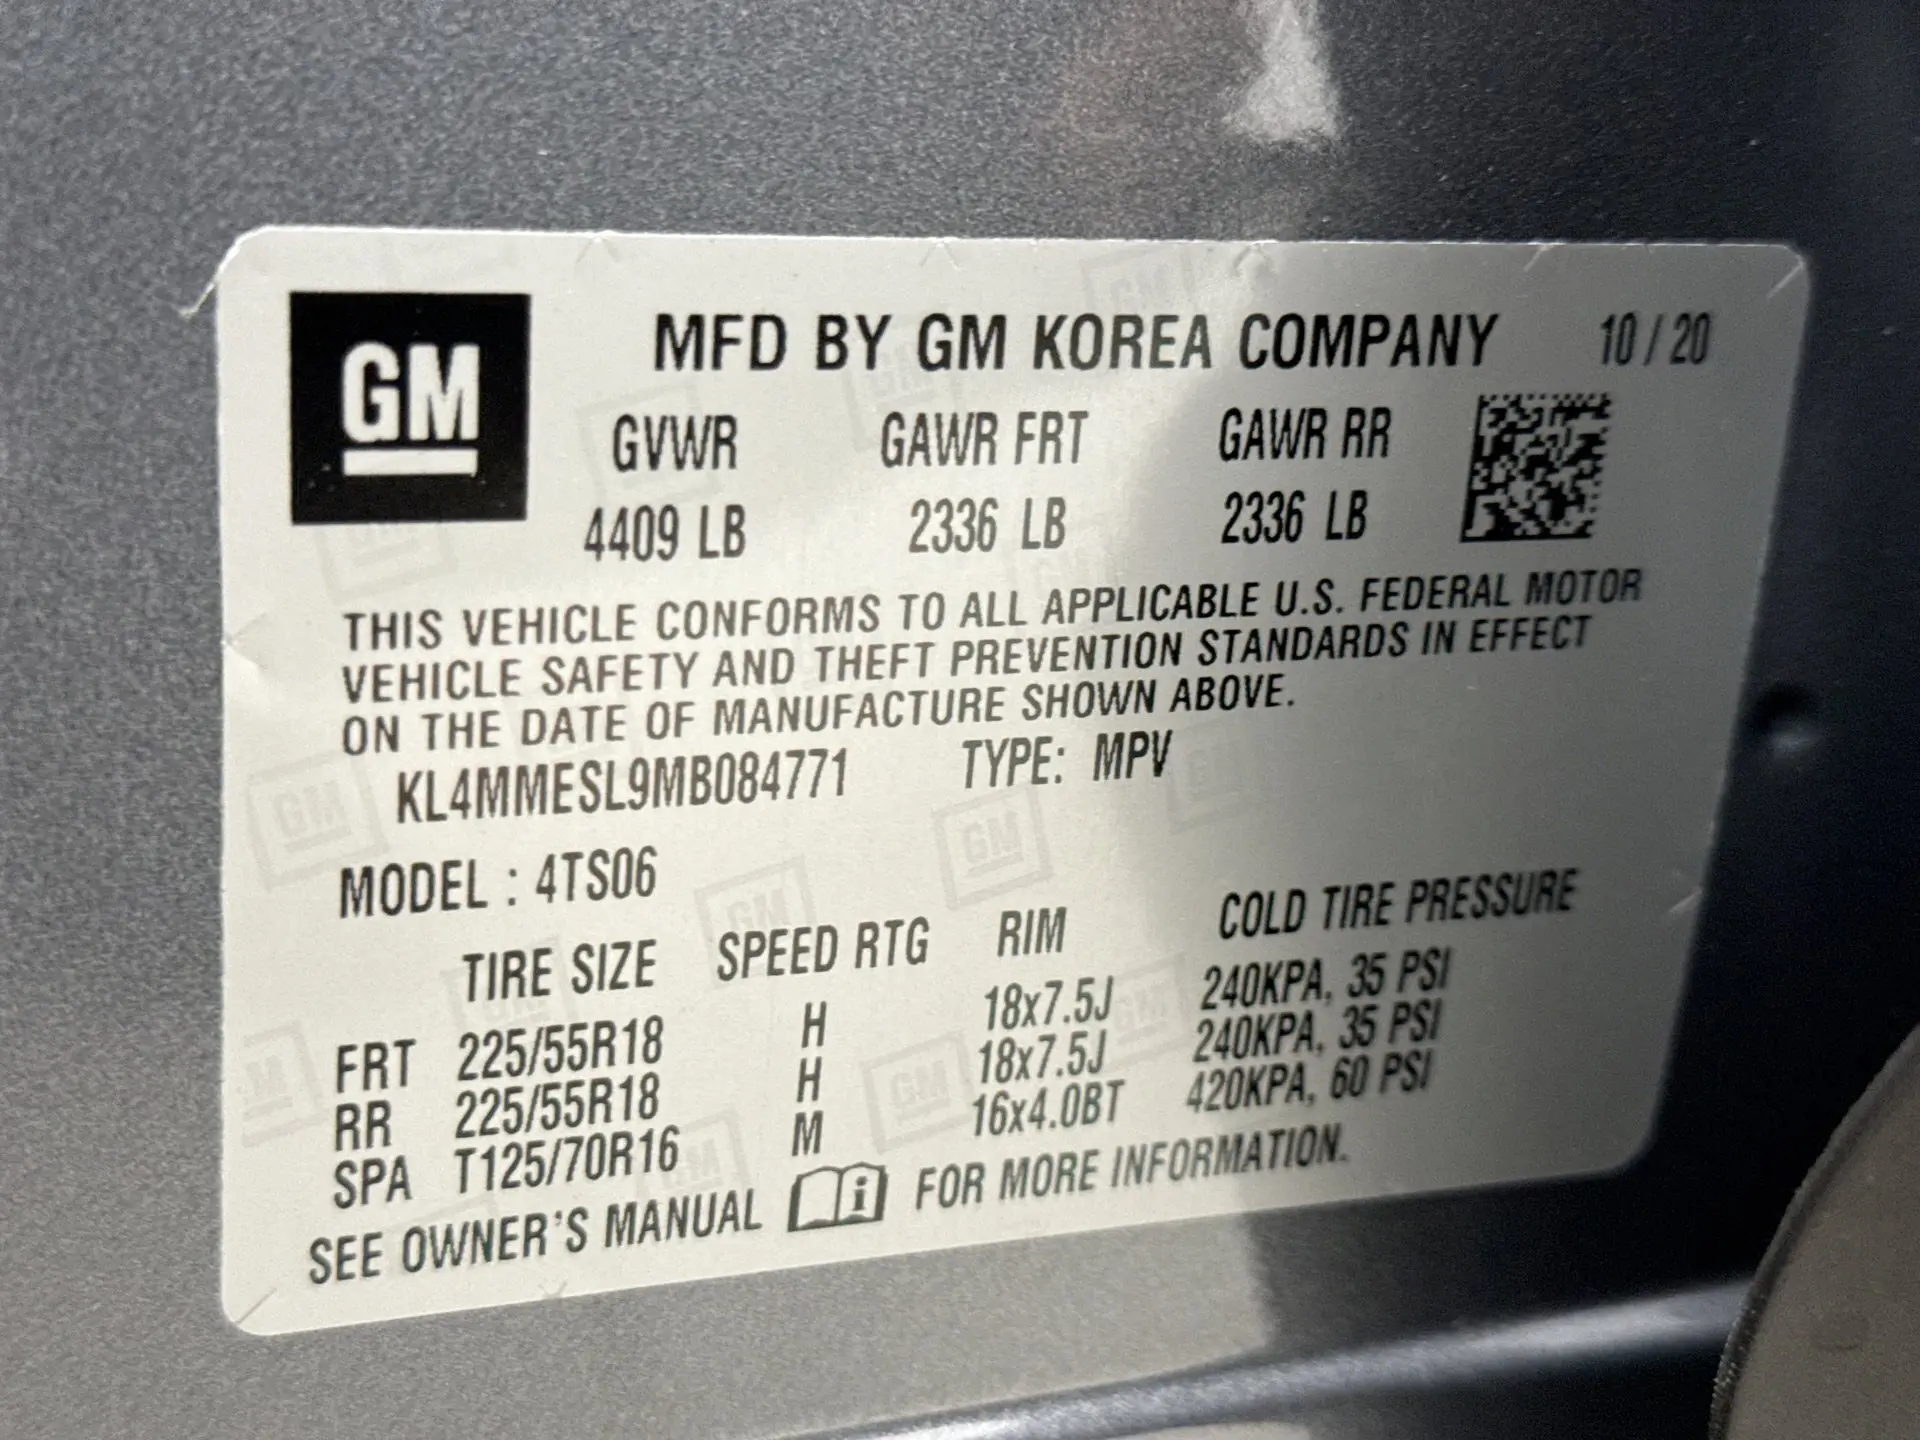 GM
MFD BY GM KOREA COMPANY 10 / 20
GVWR GAWR FRT GAWR RR
4409 LB 2336 LB 2336 LB
THIS VEHICLE CONFORMS TO ALL APPLICABLE U.S. FEDERAL MOTOR
VEHICLE SAFETY AND THEFT PREVENTION STANDARDS IN EFFECT
ON THE DATE OF MANUFACTURE SHOWN ABOVE.
KL4MMESL9MB084771 TYPE: MPV
MODEL : 4TS06
TIRE SIZE SPEED RTG RIM COLD TIRE PRESSURE
FRT 225/55R18 H 18x7.5J 240KPA, 35 PSI
RR 225/55R18 H 18x7.5J 240KPA, 35 PSI
SPA T125/70R16 M 16x4.0BT 420KPA, 60 PSI
SEE OWNER'S MANUAL i FOR MORE INFORMATION.